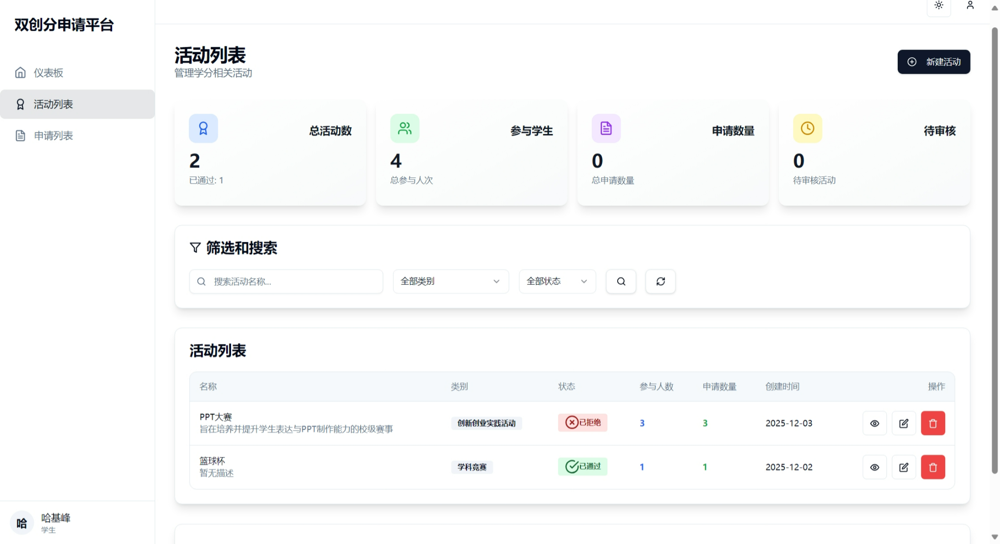 双创分申请平台
仪表板
活动列表
申请列表
哈
哈基峰
学生
活动列表
管理学分相关活动
新建活动
总活动数
2
已通过: 1
参与学生
4
总参与人次
申请数量
0
总申请数量
待审核
0
待审核活动
筛选和搜索
搜索活动名称...
全部类别
全部状态
活动列表
名称 类别 状态 参与人数 申请数量 创建时间 操作
PPT大赛
旨在培养并提升学生表达与PPT制作能力的校级赛事
创新创业实践活动 已拒绝 3 3 2025-12-03
篮球杯
暂无描述
学科竞赛 已通过 1 1 2025-12-02